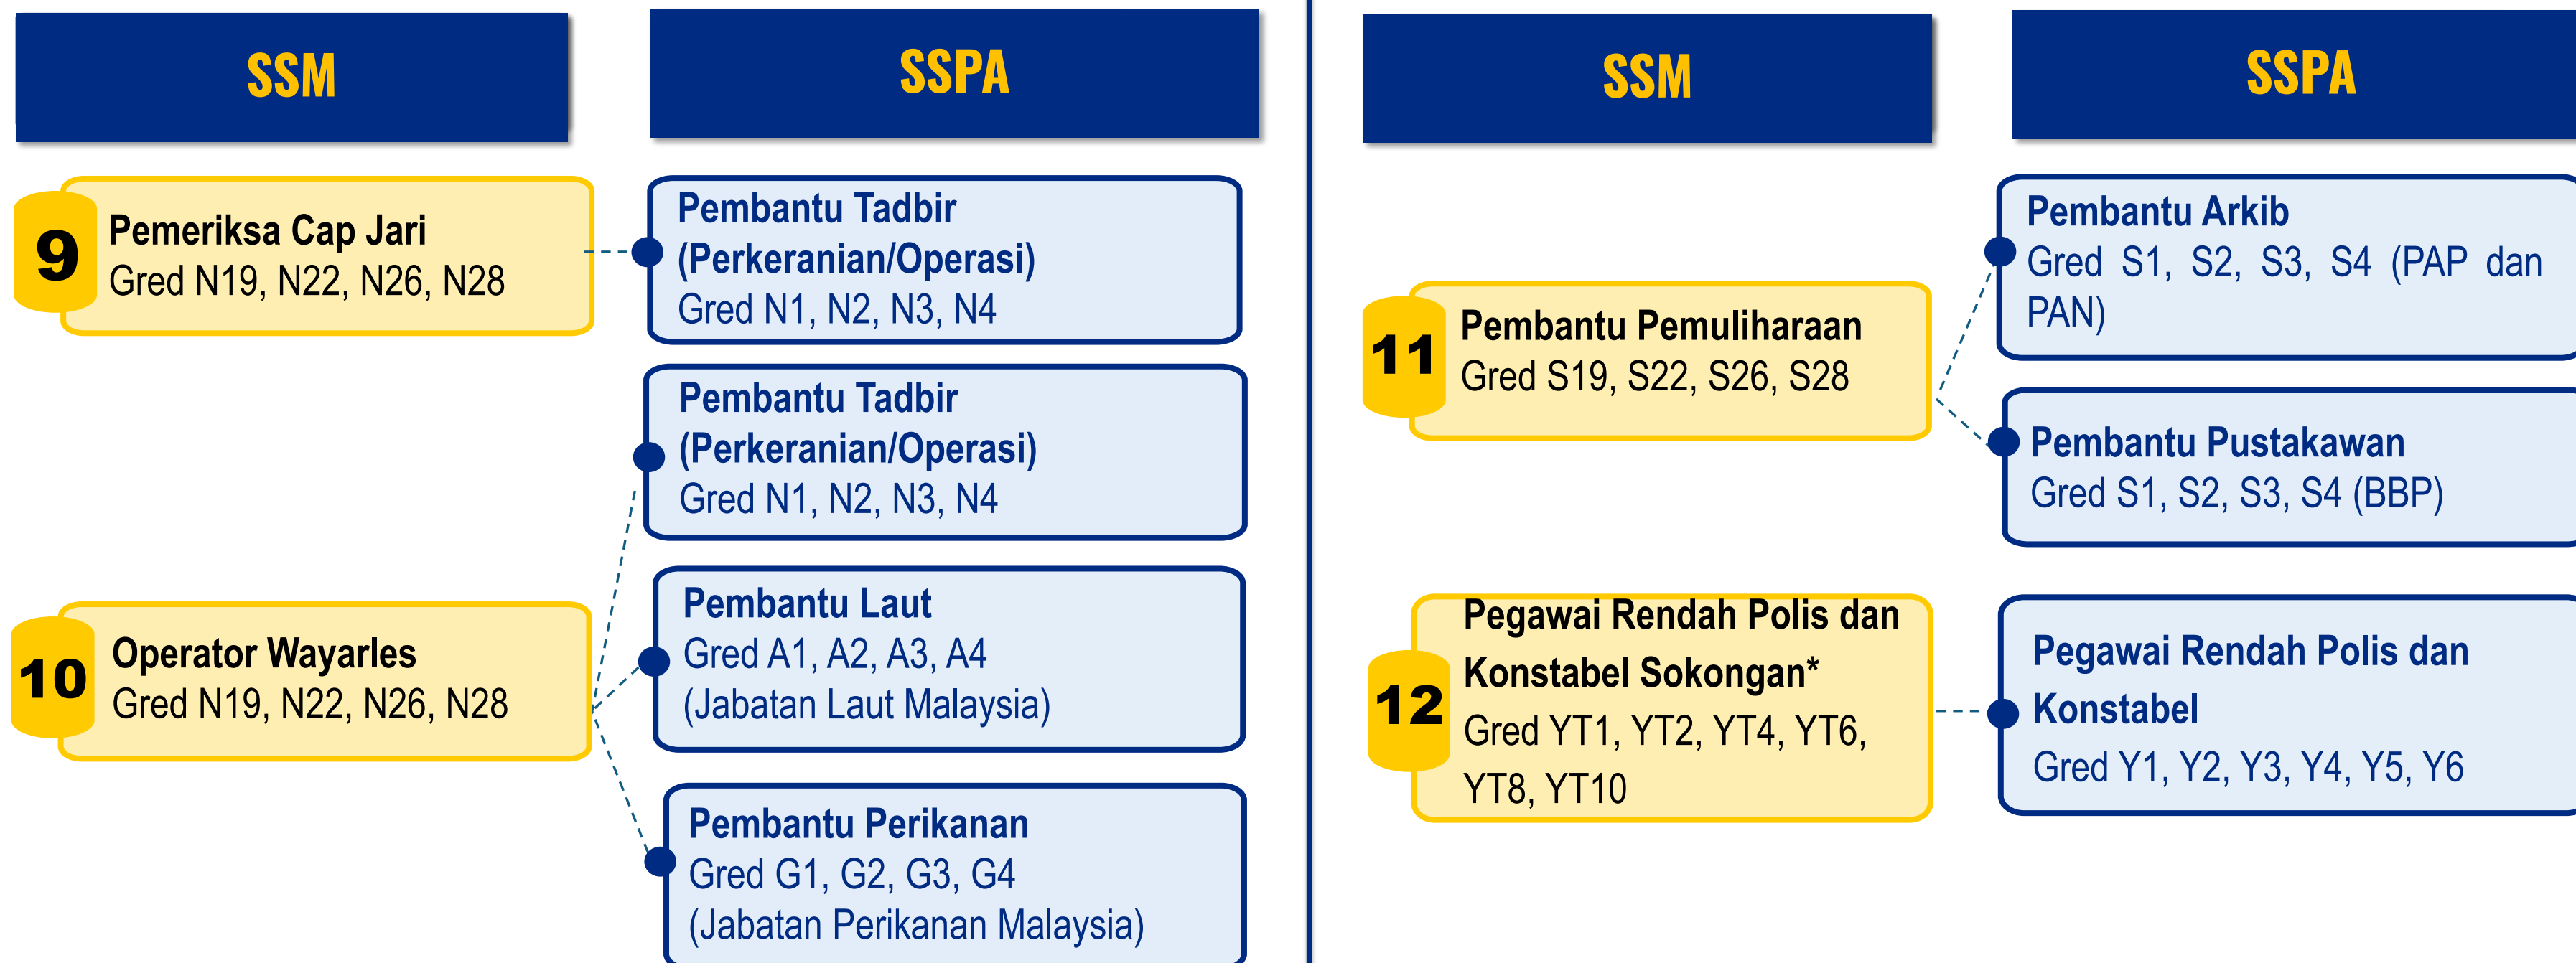 SSM
SSPA
9
Pemeriksa Cap Jari
Gred N19, N22, N26, N28
Pembantu Tadbir
(Perkeranian/Operasi)
Gred N1, N2, N3, N4
10
Operator Wayarles
Gred N19, N22, N26, N28
Pembantu Tadbir
(Perkeranian/Operasi)
Gred N1, N2, N3, N4
Pembantu Laut
Gred A1, A2, A3, A4
(Jabatan Laut Malaysia)
Pembantu Perikanan
Gred G1, G2, G3, G4
(Jabatan Perikanan Malaysia)
SSM
SSPA
11
Pembantu Pemuliharaan
Gred S19, S22, S26, S28
Pembantu Arkib
Gred S1, S2, S3, S4 (PAP dan
PAN)
Pembantu Pustakawan
Gred S1, S2, S3, S4 (BBP)
12
Pegawai Rendah Polis dan
Konstabel Sokongan*
Gred YT1, YT2, YT4, YT6,
YT8, YT10
Pegawai Rendah Polis dan
Konstabel
Gred Y1, Y2, Y3, Y4, Y5, Y6